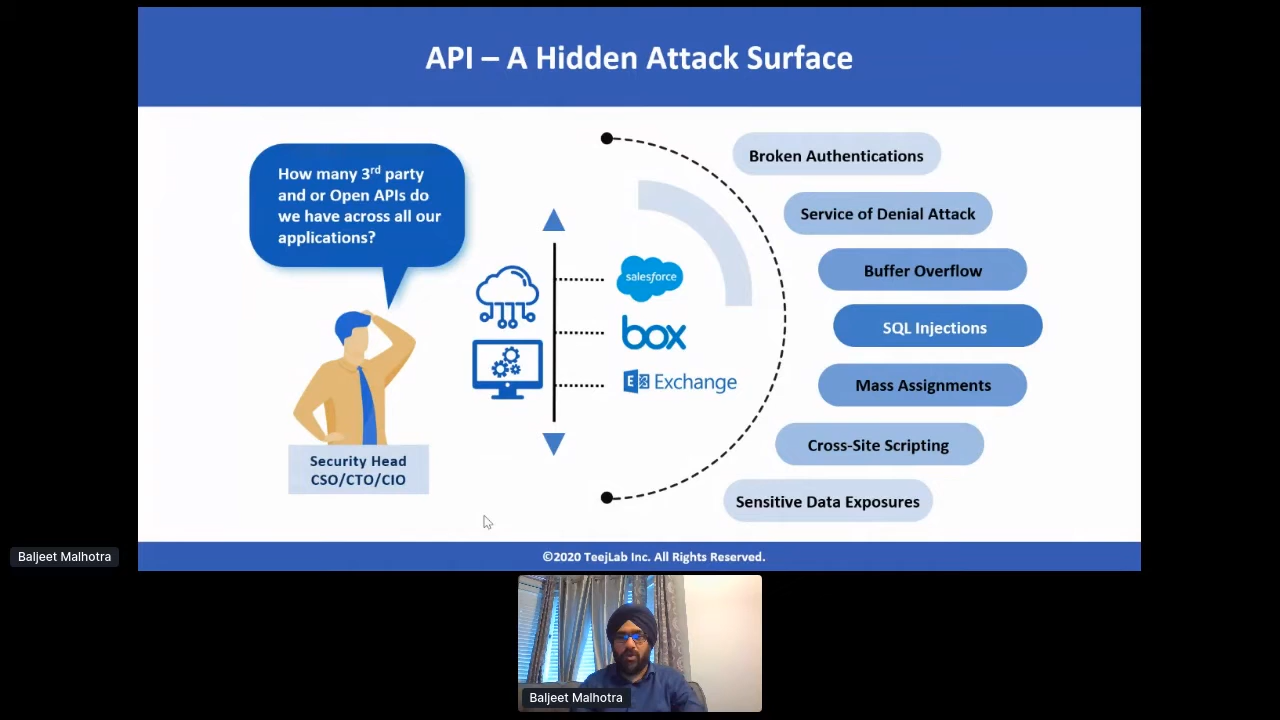 API – A Hidden Attack Surface
How many 3rd party
and or Open APIs do
we have across all our
applications?
Security Head
CSO/CTO/CIO
salesforce
box
E Exchange
Broken Authentications
Service of Denial Attack
Buffer Overflow
SQL Injections
Mass Assignments
Cross-Site Scripting
Sensitive Data Exposures
©2020 TeejLab Inc. All Rights Reserved.
Baljeet Malhotra
Baljeet Malhotra